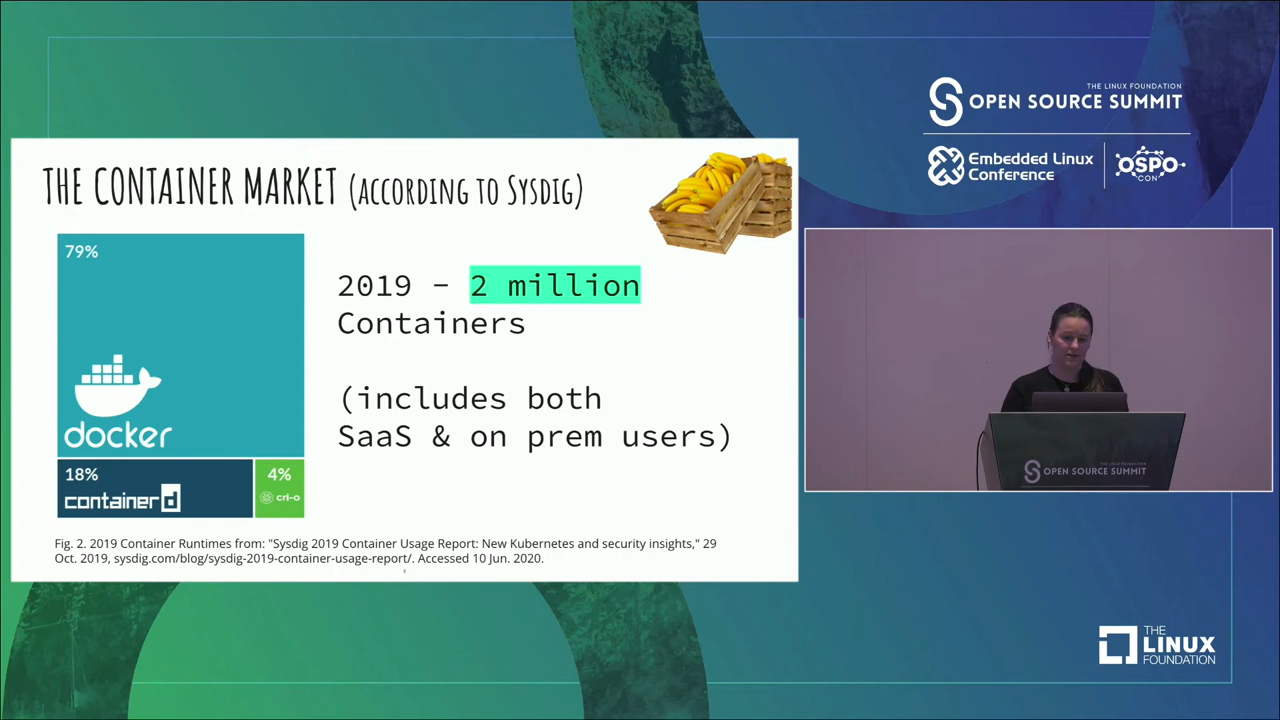 THE CONTAINER MARKET (ACCORDING TO SYSDIG)
79%
docker
18%
containerd
4%
cri-o
2019 - 2 million
Containers
(includes both
SaaS & on prem users)
Fig. 2. 2019 Container Runtimes from: "Sysdig 2019 Container Usage Report: New Kubernetes and security insights," 29
Oct. 2019, sysdig.com/blog/sysdig-2019-container-usage-report/. Accessed 10 Jun. 2020.
THE LINUX FOUNDATION
OPEN SOURCE SUMMIT
Embedded Linux
Conference
OSPO
CON
OPEN SOURCE SUMMIT
THE
LINUX
FOUNDATION